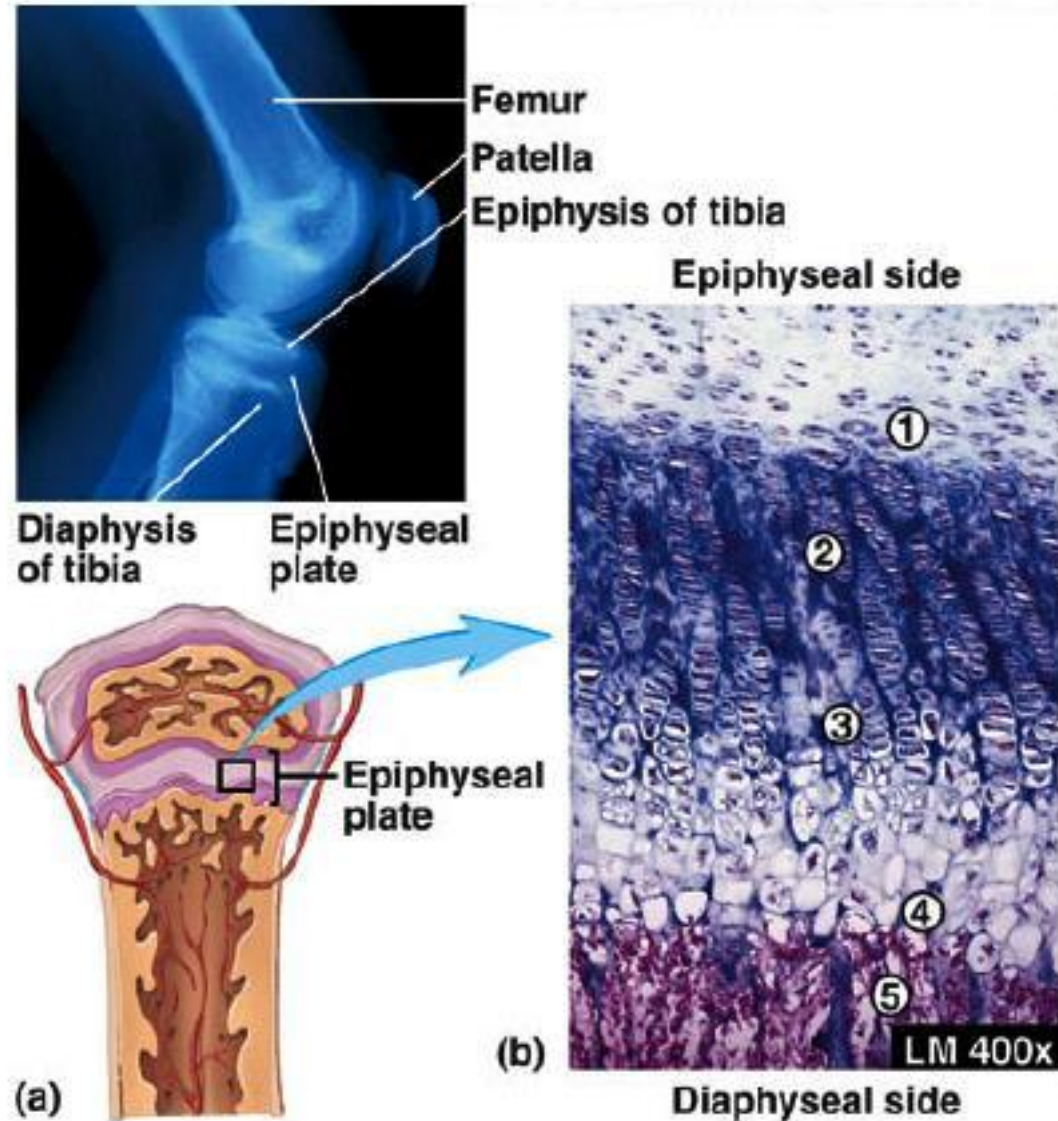 Femur
Patella
Epiphysis of tibia
Diaphysis
of tibia
Epiphyseal
plate
Epiphyseal
plate
(a)
Epiphyseal side
1
2
3
4
5
LM 400x
(b)
Diaphyseal side